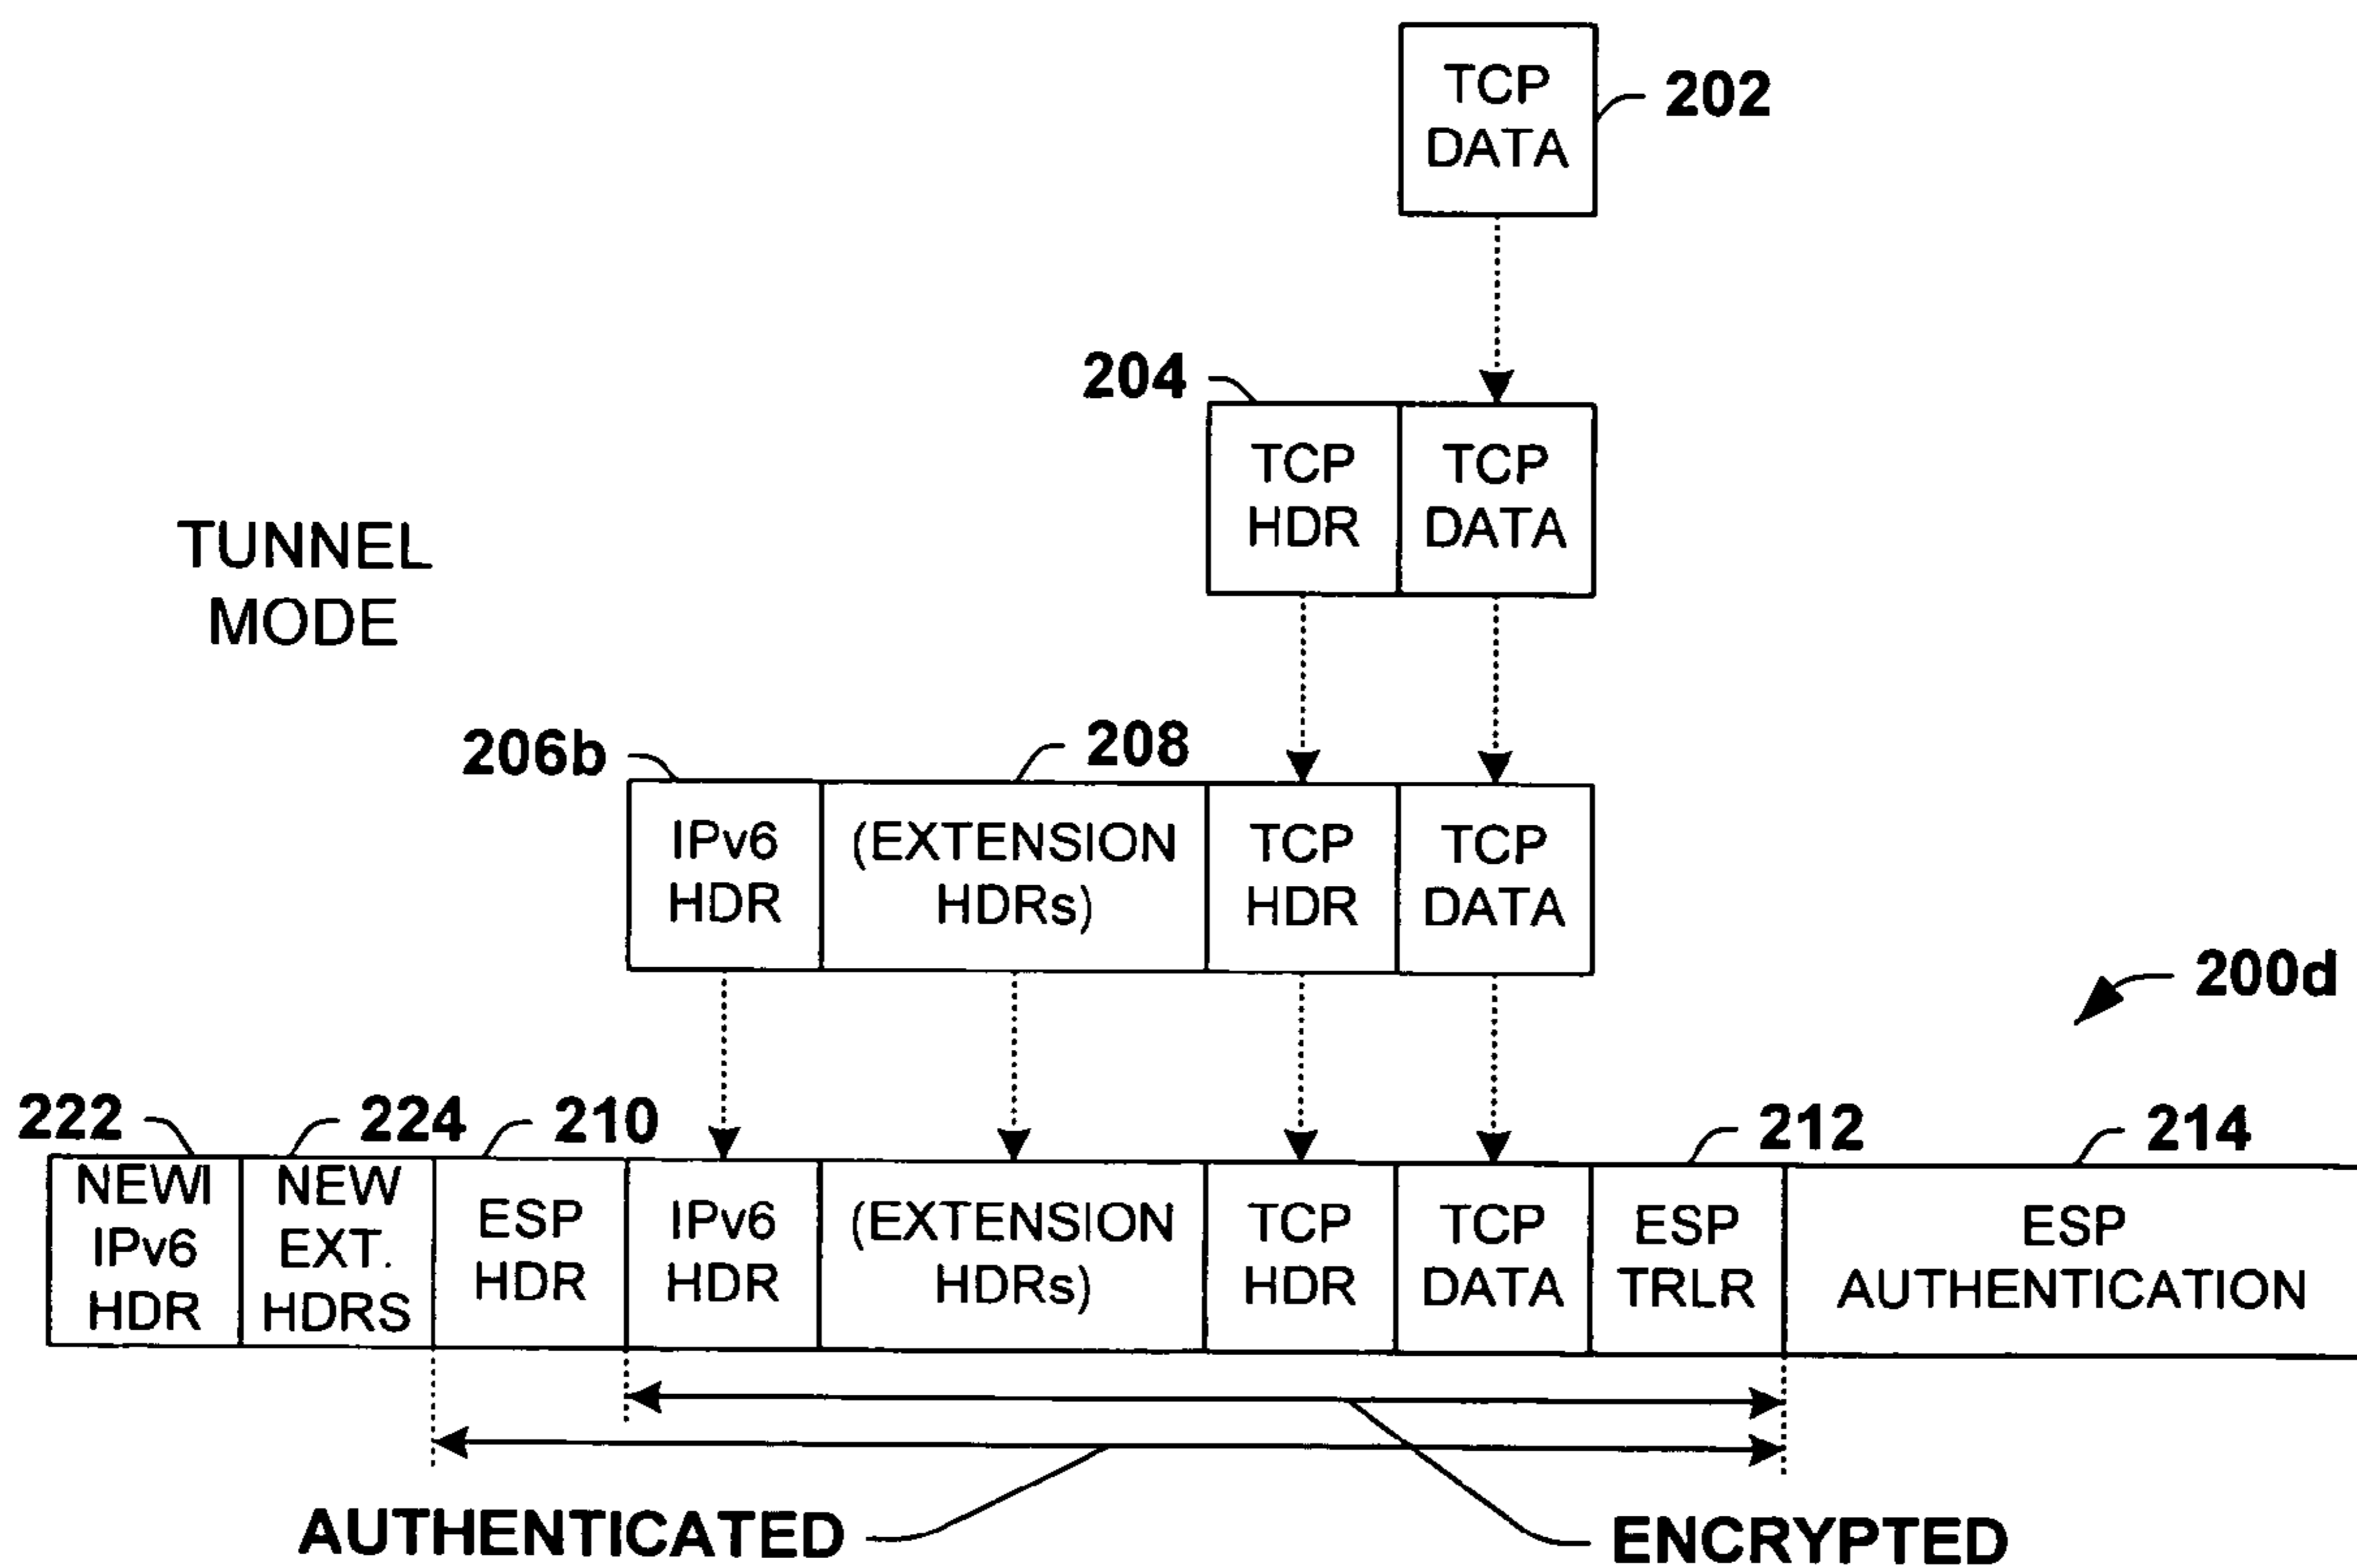 TCP
DATA
202
204
TCP
HDR
TCP
DATA
TUNNEL
MODE
206b
208
IPv6
HDR
(EXTENSION
HDRs)
TCP
HDR
TCP
DATA
200d
222
224
210
212
214
NEWI
IPv6
HDR
NEW
EXT.
HDRS
ESP
HDR
IPv6
HDR
(EXTENSION
HDRs)
TCP
HDR
TCP
DATA
ESP
TRLR
ESP
AUTHENTICATION
AUTHENTICATED
ENCRYPTED